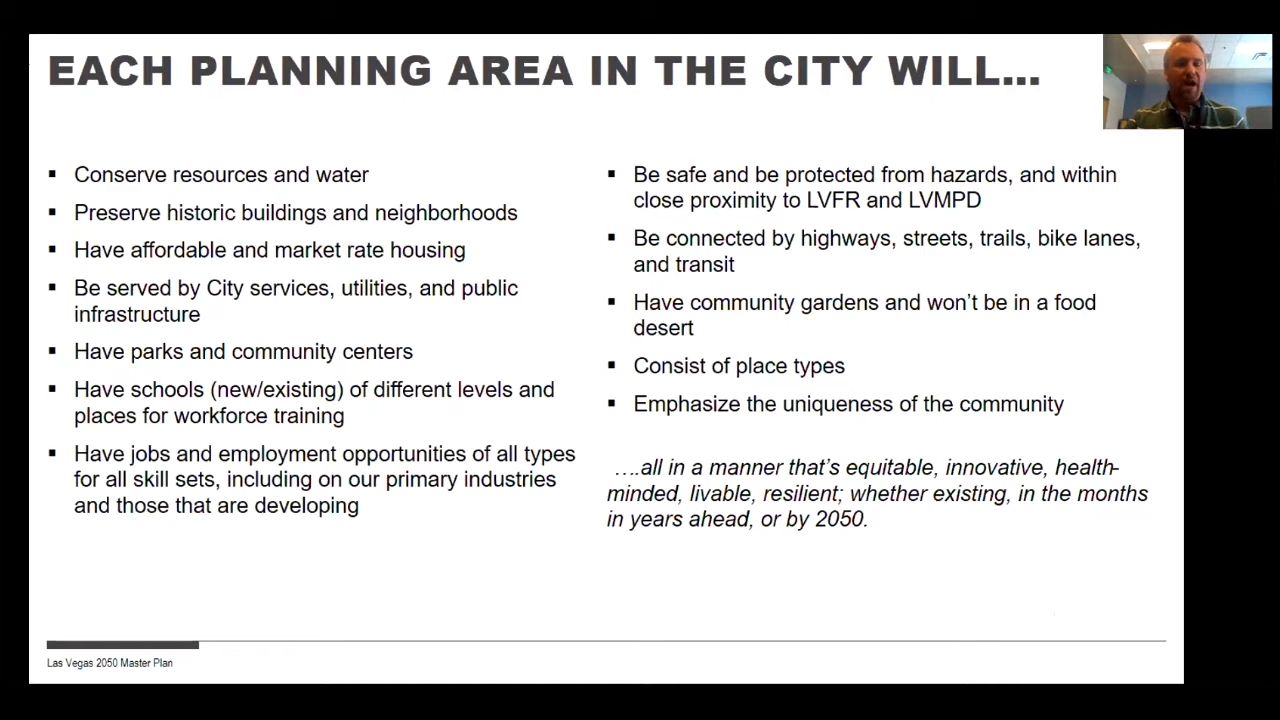 EACH PLANNING AREA IN THE CITY WILL...
▪ Conserve resources and water
▪ Preserve historic buildings and neighborhoods
▪ Have affordable and market rate housing
▪ Be served by City services, utilities, and public
infrastructure
▪ Have parks and community centers
▪ Have schools (new/existing) of different levels and
places for workforce training
▪ Have jobs and employment opportunities of all types
for all skill sets, including on our primary industries
and those that are developing
▪ Be safe and be protected from hazards, and within
close proximity to LVFR and LVMPD
▪ Be connected by highways, streets, trails, bike lanes,
and transit
▪ Have community gardens and won’t be in a food
desert
▪ Consist of place types
▪ Emphasize the uniqueness of the community
….all in a manner that’s equitable, innovative, health-
minded, livable, resilient; whether existing, in the months
in years ahead, or by 2050.
Las Vegas 2050 Master Plan